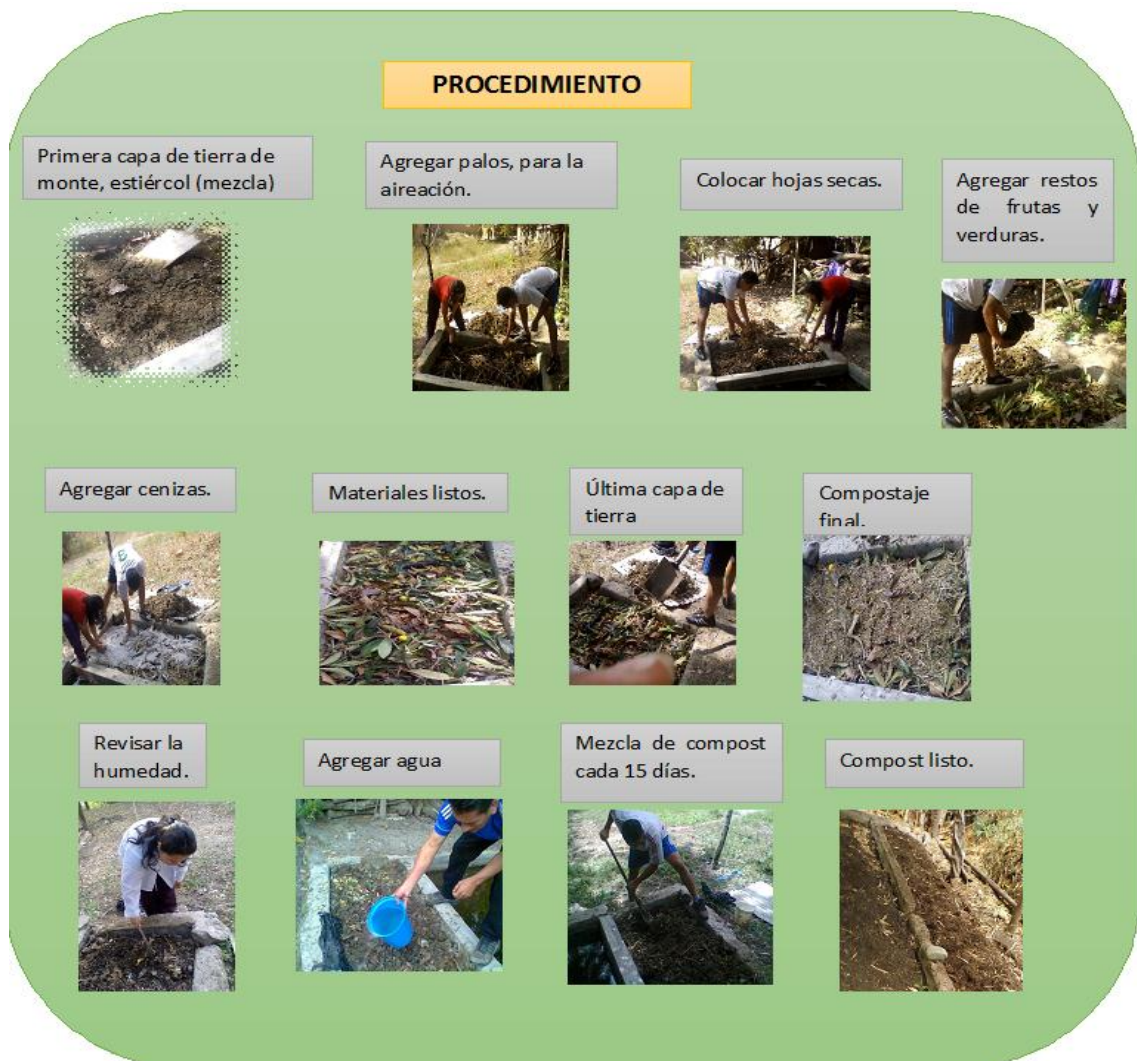 PROCEDIMIENTO
Primera capa de tierra de
monte, estiércol (mezcla)
Agregar palos, para la
aireación.
Colocar hojas secas.
Agregar restos
de frutas y
verduras.
Agregar cenizas.
Materiales listos.
Última capa de
tierra
Compostaje
final.
Revisar la
humedad.
Agregar agua
Mezcla de compost
cada 15 días.
Compost listo.